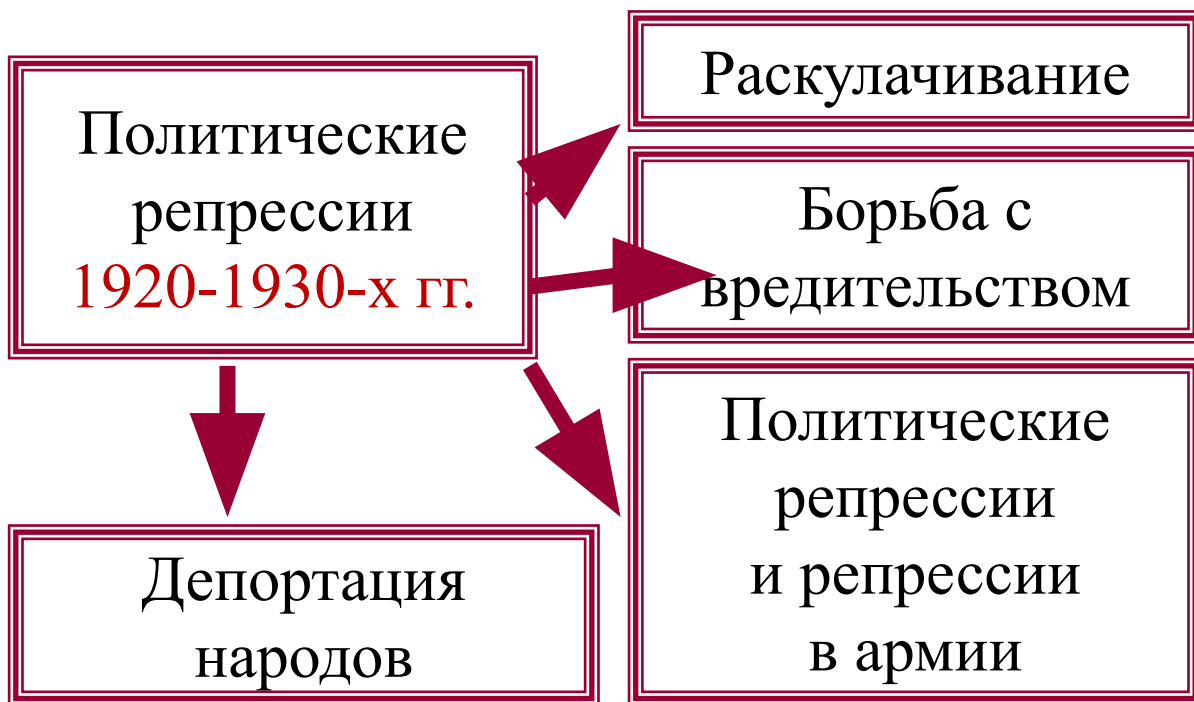 Политические
репрессии
1920-1930-х гг.
Раскулачивание
Борьба с
вредительством
Политические
репрессии
и репрессии
в армии
Депортация
народов